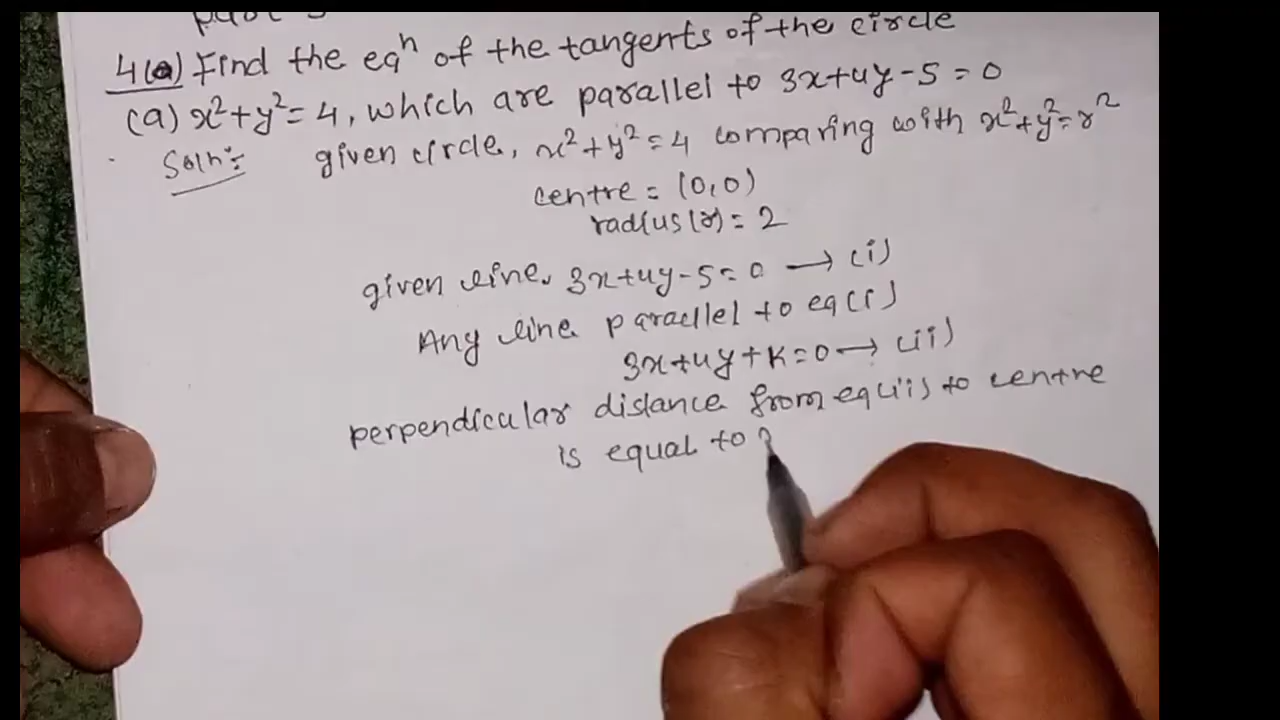 4(a) Find the eqⁿ of the tangents of the circle
(a) x²+y²=4, which are parallel to 3x+4y-5=0
Solⁿ:- given circle, x²+y²=4 comparing with x²+y²=r²
centre = (0,0)
radius (r) = 2
given line, 3x+4y-5=0 → (i)
Any line parallel to eq (i)
3x+4y+k=0 → (ii)
perpendicular distance from eq(ii) to centre
is equal to